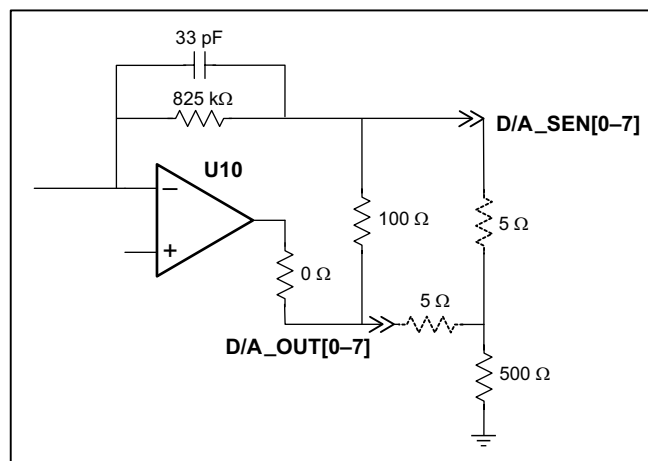 33 pF
825 kΩ
D/A_SEN[0–7]
U10
−
+
100 Ω
5 Ω
0 Ω
5 Ω
D/A_OUT[0–7]
500 Ω